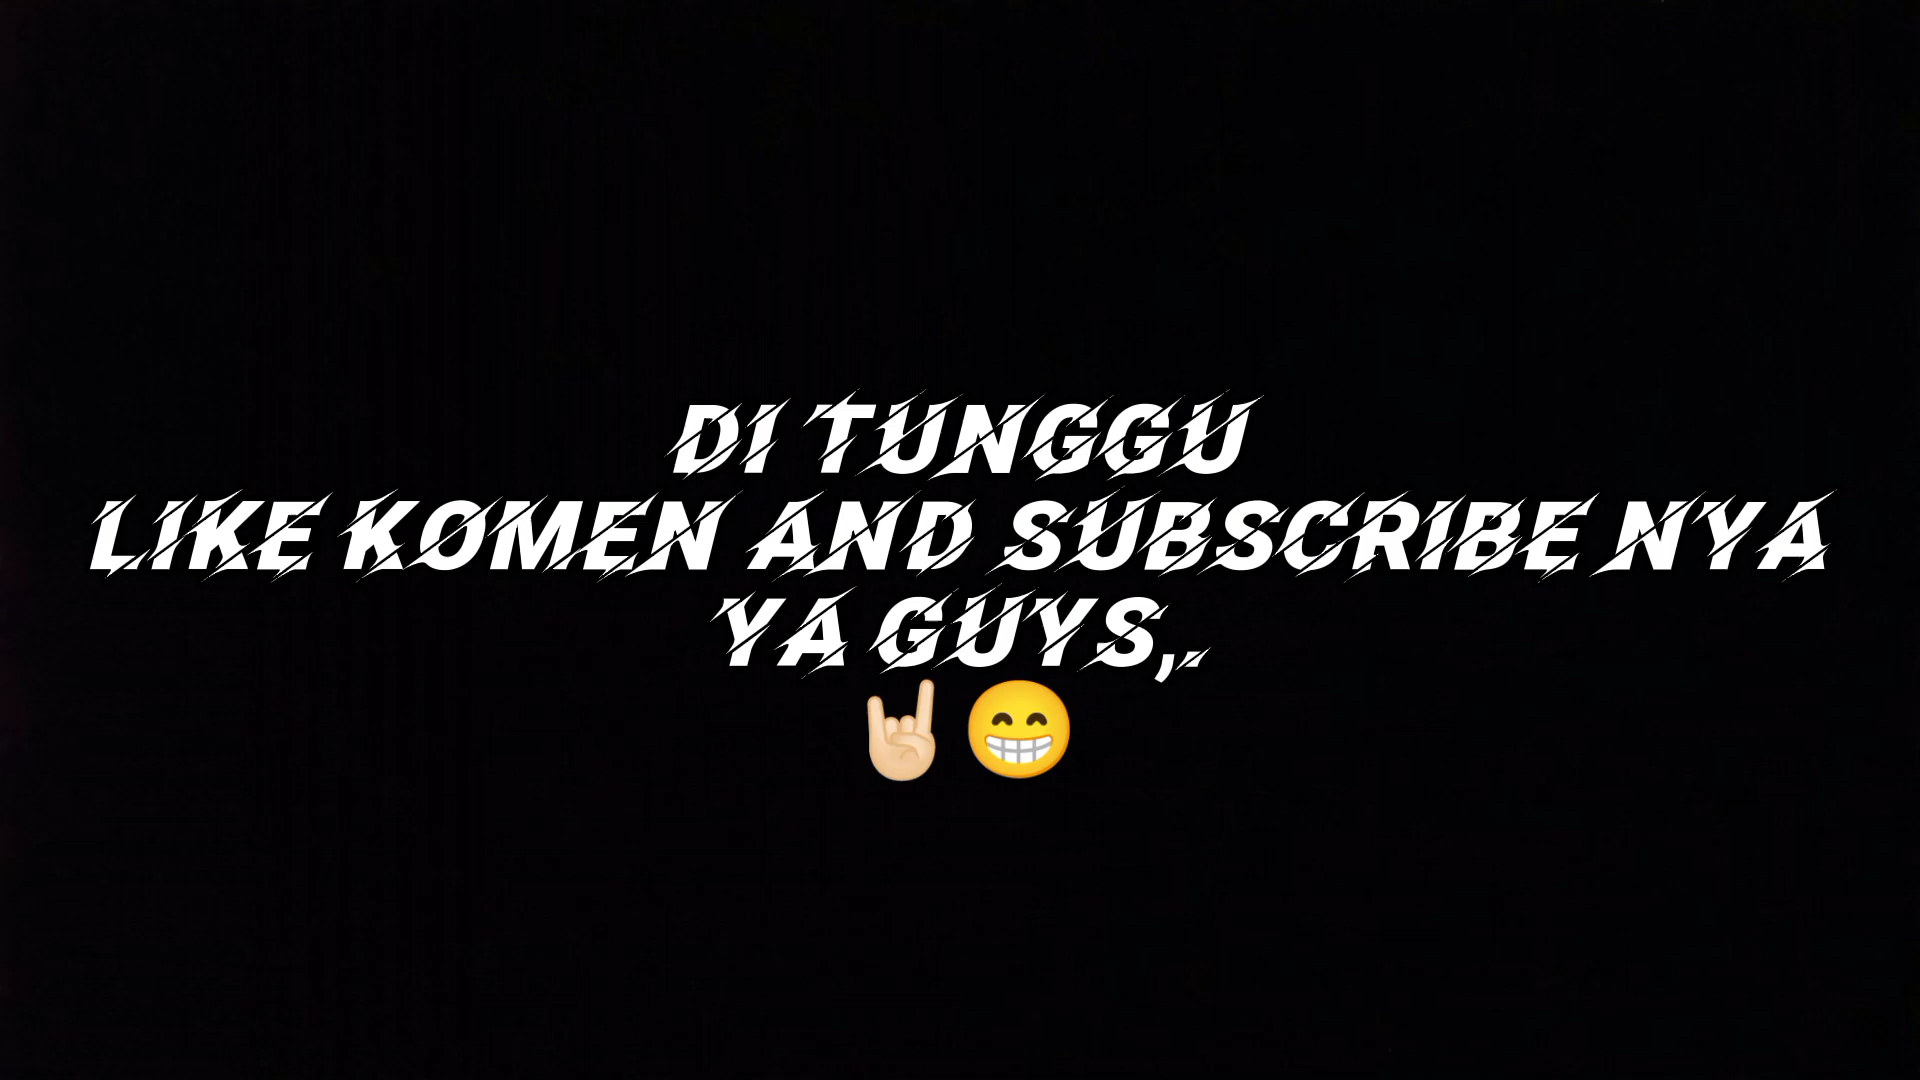 DI TUNGGU
LIKE KOMEN AND SUBSCRIBE NYA
YA GUYS,.
🤘🏻😁